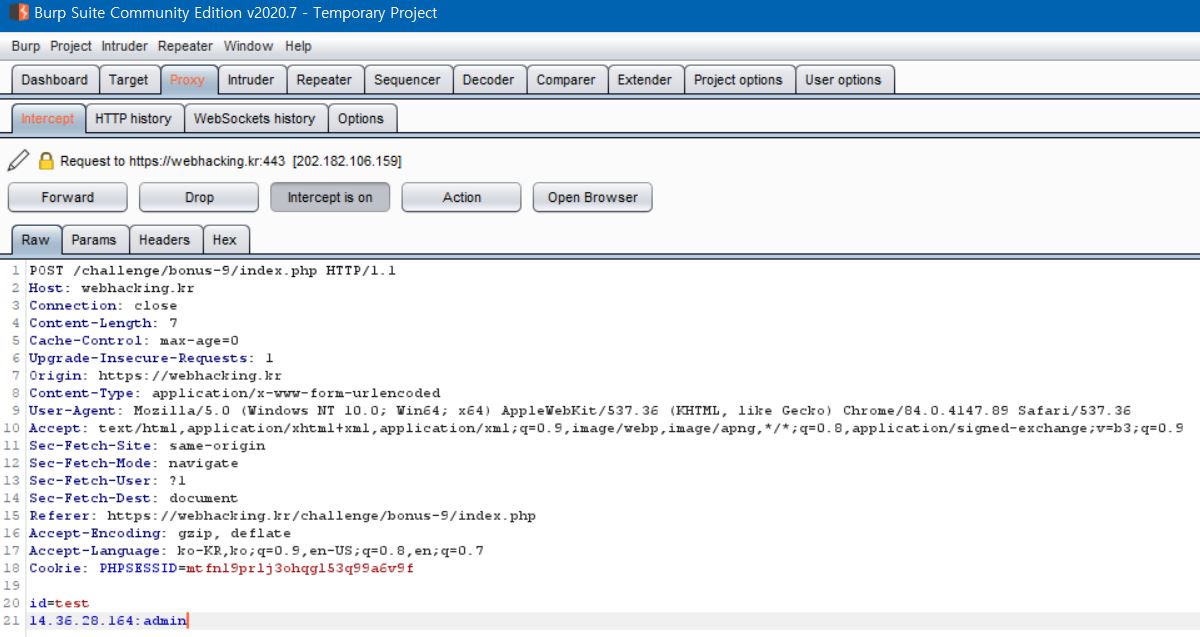 Burp Suite Community Edition v2020.7 - Temporary Project
Burp Project Intruder Repeater Window Help
Dashboard Target Proxy Intruder Repeater Sequencer Decoder Comparer Extender Project options User options
Intercept HTTP history WebSockets history Options
Request to https://webhacking.kr:443 [202.182.106.159]
Forward Drop Intercept is on Action Open Browser
Raw Params Headers Hex
1 POST /challenge/bonus-9/index.php HTTP/1.1
2 Host: webhacking.kr
3 Connection: close
4 Content-Length: 7
5 Cache-Control: max-age=0
6 Upgrade-Insecure-Requests: 1
7 Origin: https://webhacking.kr
8 Content-Type: application/x-www-form-urlencoded
9 User-Agent: Mozilla/5.0 (Windows NT 10.0; Win64; x64) AppleWebKit/537.36 (KHTML, like Gecko) Chrome/84.0.4147.89 Safari/537.36
10 Accept: text/html,application/xhtml+xml,application/xml;q=0.9,image/webp,image/apng,*/*;q=0.8,application/signed-exchange;v=b3;q=0.9
11 Sec-Fetch-Site: same-origin
12 Sec-Fetch-Mode: navigate
13 Sec-Fetch-User: ?1
14 Sec-Fetch-Dest: document
15 Referer: https://webhacking.kr/challenge/bonus-9/index.php
16 Accept-Encoding: gzip, deflate
17 Accept-Language: ko-KR,ko;q=0.9,en-US;q=0.8,en;q=0.7
18 Cookie: PHPSESSID=mtfnl9prlj3ohqgl53q99a6v9f
19
20 id=test
21 14.36.28.164:admin